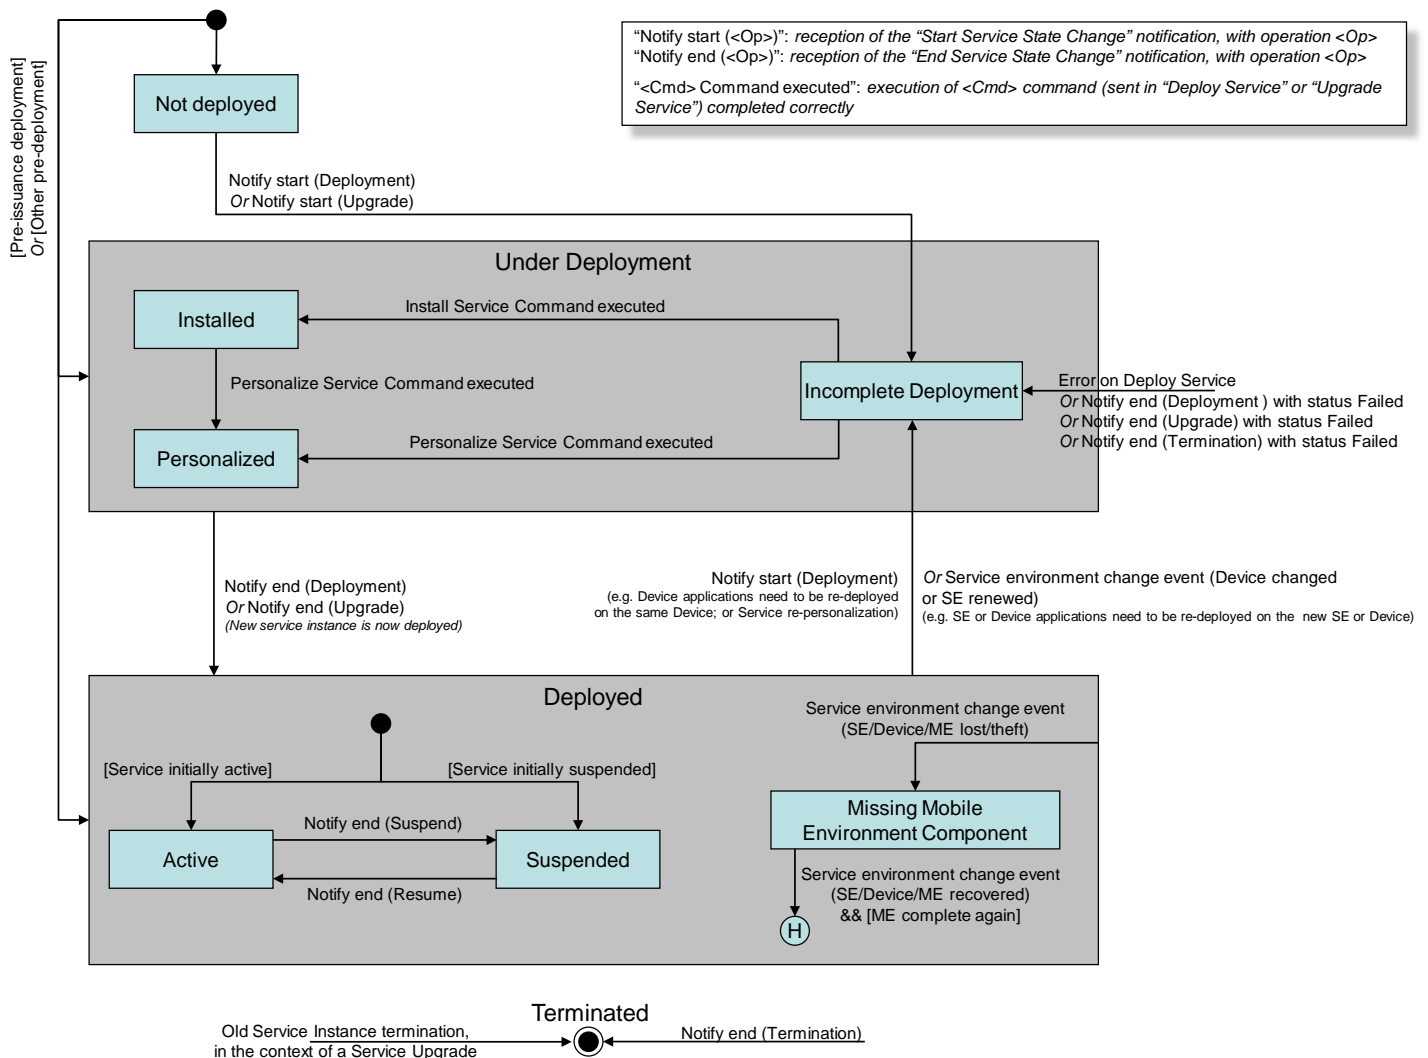 “Notify start (<Op>)”: reception of the “Start Service State Change” notification, with operation <Op>
“Notify end (<Op>)”: reception of the “End Service State Change” notification, with operation <Op>
“<Cmd> Command executed”: execution of <Cmd> command (sent in “Deploy Service” or “Upgrade
Service”) completed correctly
[Pre-issuance deployment]
Or [Other pre-deployment]
Not deployed
Notify start (Deployment)
Or Notify start (Upgrade)
Under Deployment
Installed
Install Service Command executed
Personalize Service Command executed
Incomplete Deployment
Error on Deploy Service
Or Notify end (Deployment ) with status Failed
Or Notify end (Upgrade) with status Failed
Or Notify end (Termination) with status Failed
Personalized
Personalize Service Command executed
Notify end (Deployment)
Or Notify end (Upgrade)
(New service instance is now deployed)
Notify start (Deployment)
(e.g. Device applications need to be re-deployed
on the same Device; or Service re-personalization)
Or Service environment change event (Device changed
or SE renewed)
(e.g. SE or Device applications need to be re-deployed on the new SE or Device)
Deployed
[Service initially active]
[Service initially suspended]
Active
Notify end (Suspend)
Notify end (Resume)
Suspended
Service environment change event
(SE/Device/ME lost/theft)
Missing Mobile
Environment Component
Service environment change event
(SE/Device/ME recovered)
&& [ME complete again]
H
Terminated
Old Service Instance termination,
in the context of a Service Upgrade
Notify end (Termination)